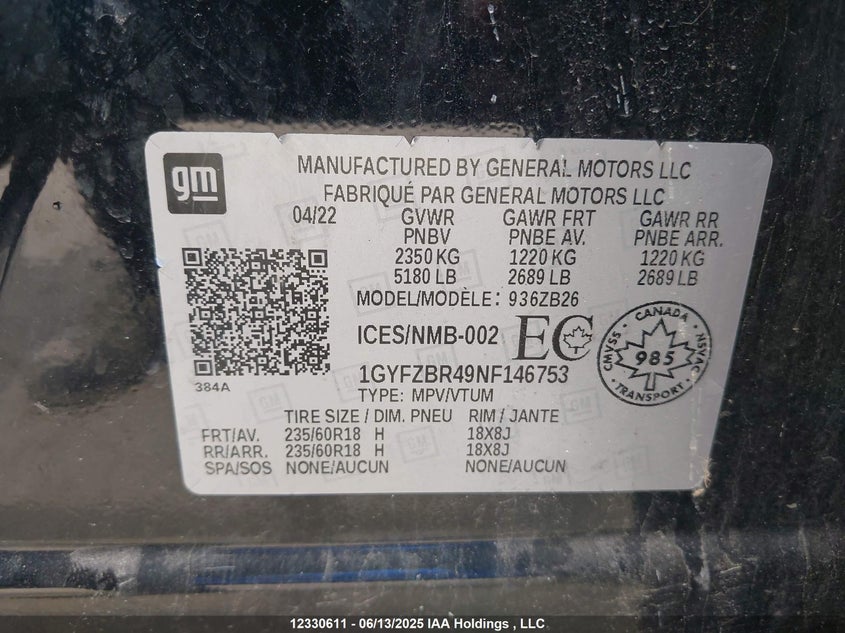 gm
MANUFACTURED BY GENERAL MOTORS LLC
FABRIQUÉ PAR GENERAL MOTORS LLC
04/22 GVWR GAWR FRT GAWR RR
PNBV PNBE AV. PNBE ARR.
2350 KG 1220 KG 1220 KG
5180 LB 2689 LB 2689 LB
MODEL/MODÈLE: 936ZB26
ICES/NMB-002 EC
CANADA
CMVSS 985 NSVAC
TRANSPORT
384A
1GYFZBR49NF146753
TYPE: MPV/VTUM
TIRE SIZE / DIM. PNEU RIM / JANTE
FRT/AV. 235/60R18 H 18X8J
RR/ARR. 235/60R18 H 18X8J
SPA/SOS NONE/AUCUN NONE/AUCUN
12330611 - 06/13/2025 IAA Holdings , LLC